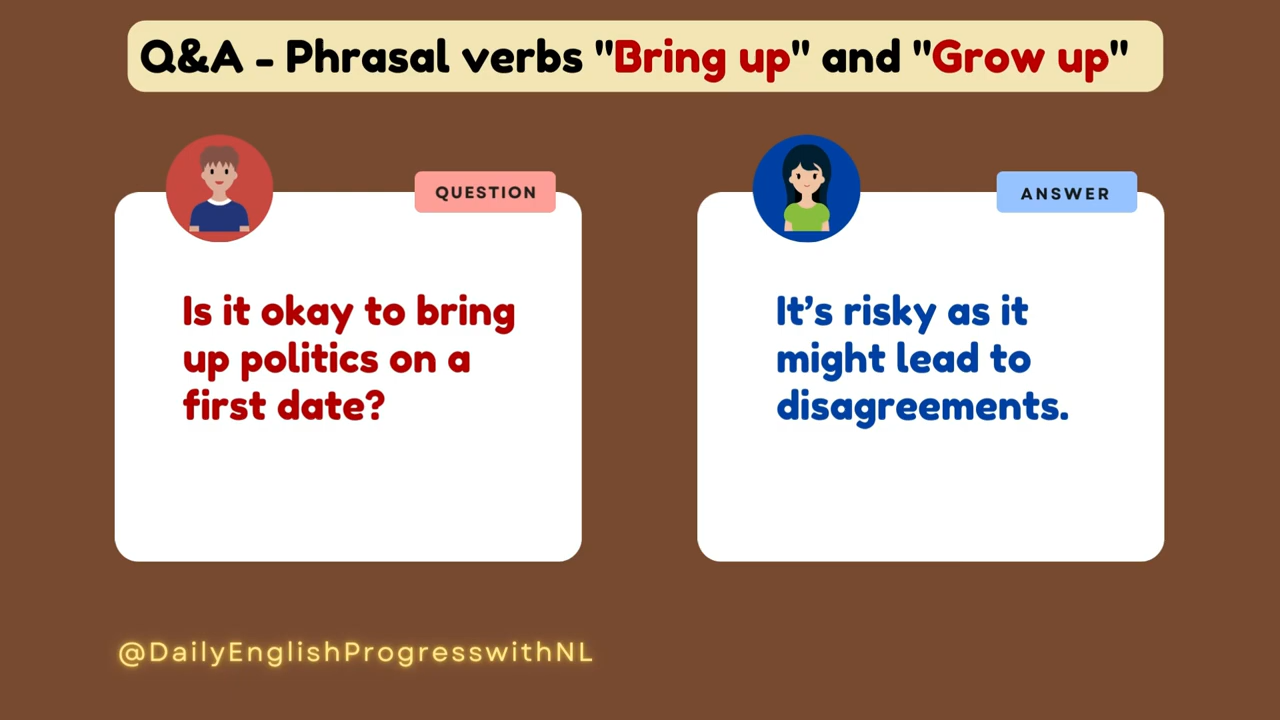 Q&A - Phrasal verbs "Bring up" and "Grow up"
QUESTION
Is it okay to bring
up politics on a
first date?
ANSWER
It's risky as it
might lead to
disagreements.
@DailyEnglishProgresswithNL